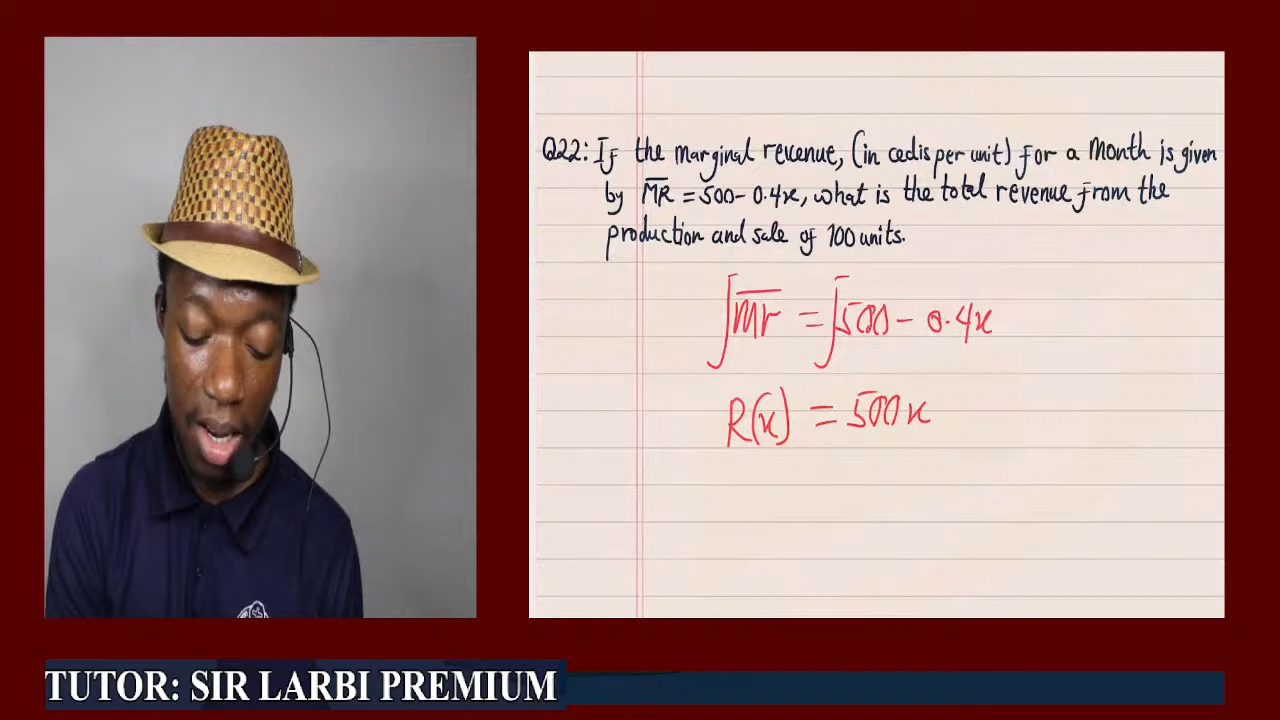 Q22: If the marginal revenue, (in cedis per unit) for a Month is given
by M̅R̅ = 500 - 0.4x, what is the total revenue from the
production and sale of 100 units.
∫M̅r̅ = ∫500 - 0.4x
R(x) = 500x
TUTOR: SIR LARBI PREMIUM